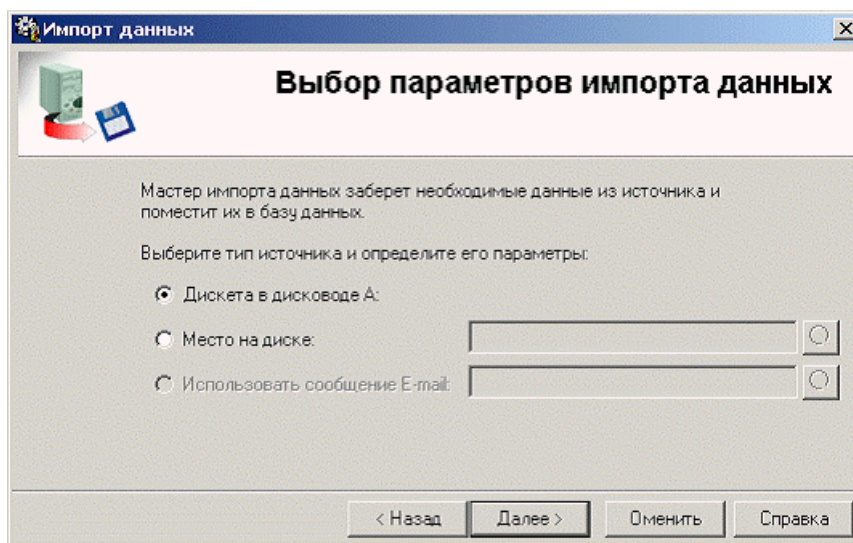 Импорт данных
Выбор параметров импорта данных
Мастер импорта данных заберет необходимые данные из источника и
поместит их в базу данных.
Выберите тип источника и определите его параметры:
Дискета в дисководе А:
Место на диске:
Использовать сообщение E-mail:
< Назад Далее > Оменить Справка